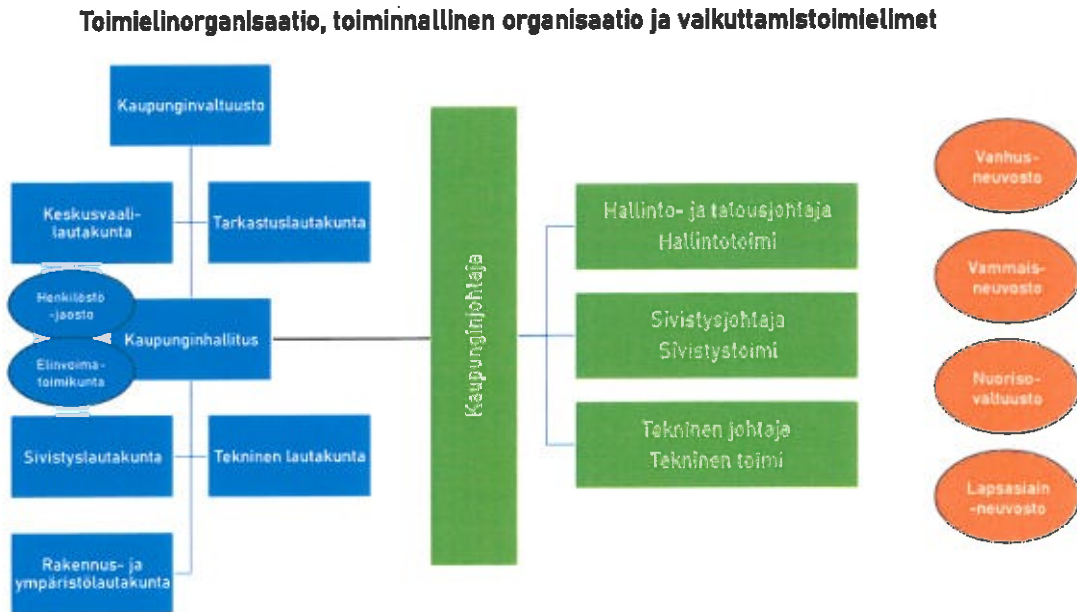 Toimielinorganisaatio, toiminnallinen organisaatio ja vaikuttamistoimielimet
Kaupunginvaltuusto
Keskusvaali-
lautakunta
Tarkastuslautakunta
Henkilöstö
-jaosto
Kaupunginhallitus
Elinvoima-
toimikunta
Sivistyslautakunta
Tekninen lautakunta
Rakennus- ja
ympäristölautakunta
Kaupunginjohtaja
Hallinto- ja talousjohtaja
Hallintotoimi
Sivistysjohtaja
Sivistystoimi
Tekninen johtaja
Tekninen toimi
Vanhus-
neuvosto
Vammais-
neuvosto
Nuoriso-
valtuusto
Lapsasiain
-neuvosto